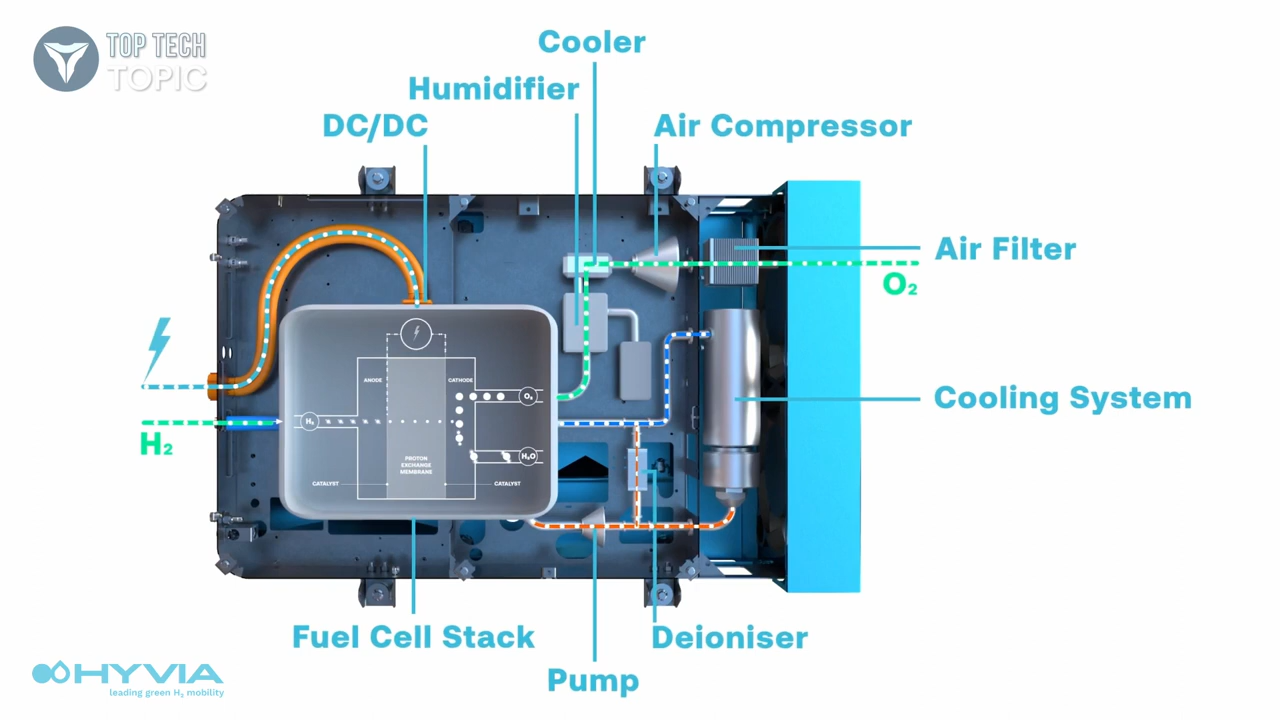 TOP TECH
TOPIC
Cooler
Humidifier
DC/DC
Air Compressor
Air Filter
O₂
Cooling System
H₂
ANODE
CATHODE
H₂
O₂
H₂O
PROTON
EXCHANGE
MEMBRANE
CATALYST
CATALYST
Fuel Cell Stack
Deioniser
Pump
HYVIA
leading green H₂ mobility